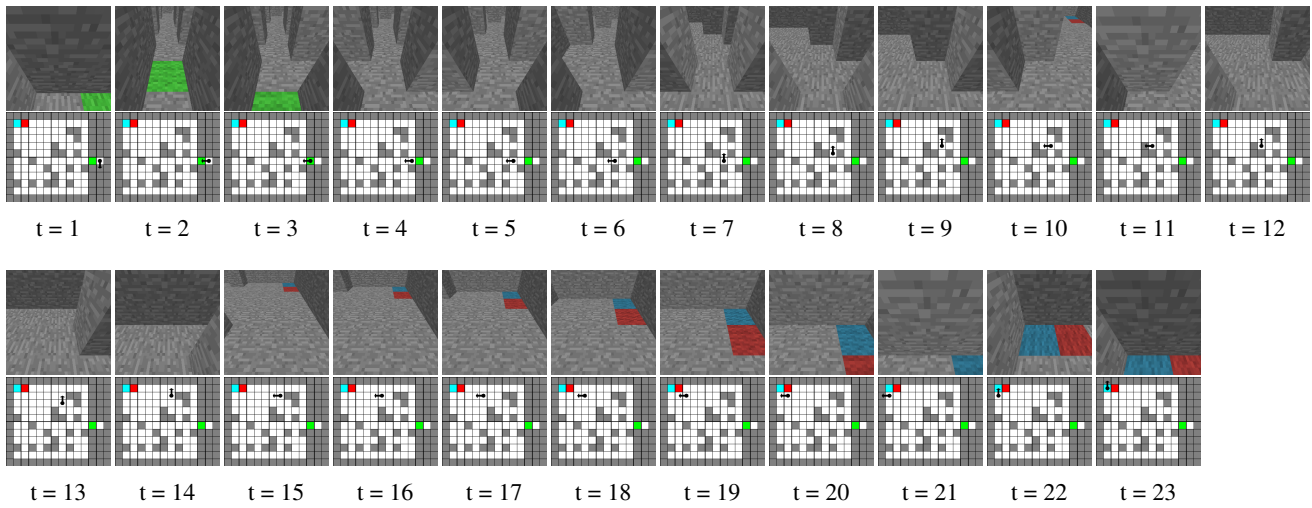 t = 1 t = 2 t = 3 t = 4 t = 5 t = 6 t = 7 t = 8 t = 9 t = 10 t = 11 t = 12
t = 13 t = 14 t = 15 t = 16 t = 17 t = 18 t = 19 t = 20 t = 21 t = 22 t = 23